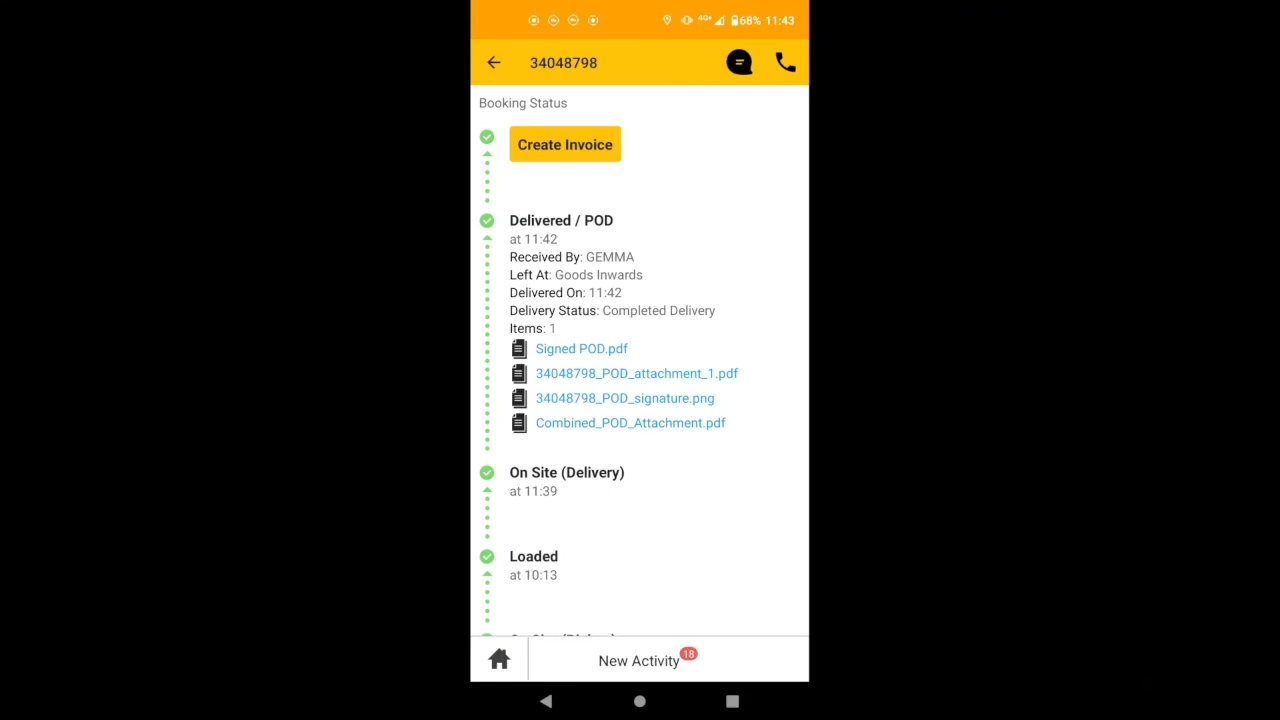 4G+ 68% 11:43
34048798
Booking Status
Create Invoice
Delivered / POD
at 11:42
Received By: GEMMA
Left At: Goods Inwards
Delivered On: 11:42
Delivery Status: Completed Delivery
Items: 1
Signed POD.pdf
34048798_POD_attachment_1.pdf
34048798_POD_signature.png
Combined_POD_Attachment.pdf
On Site (Delivery)
at 11:39
Loaded
at 10:13
New Activity 18